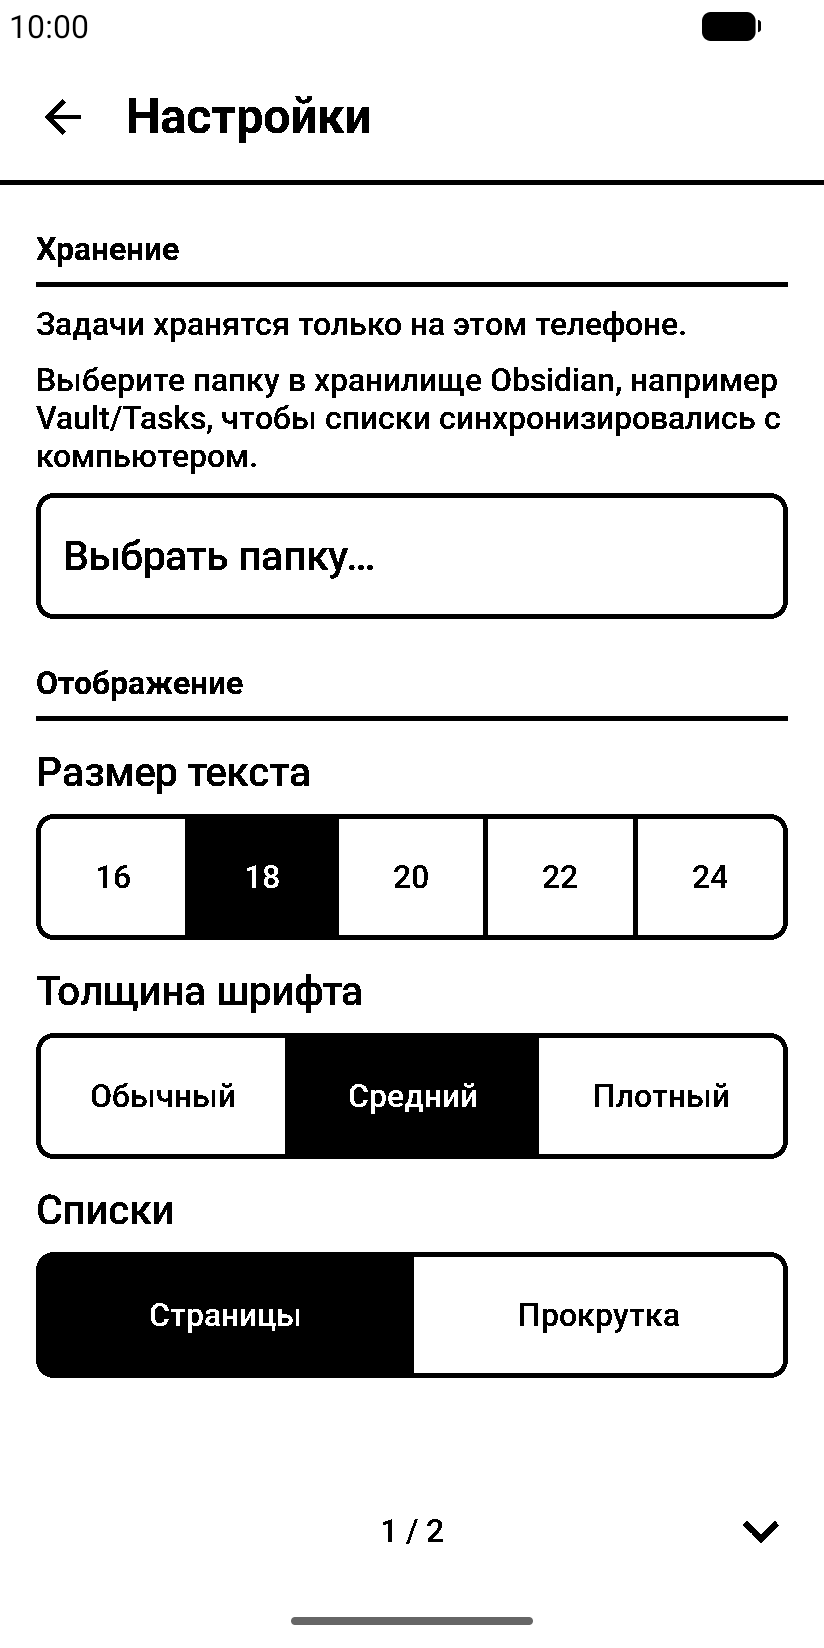 10:00
Настройки
Хранение
Задачи хранятся только на этом телефоне.
Выберите папку в хранилище Obsidian, например
Vault/Tasks, чтобы списки синхронизировались с
компьютером.
Выбрать папку...
Отображение
Размер текста
16 18 20 22 24
Толщина шрифта
Обычный Средний Плотный
Списки
Страницы Прокрутка
1 / 2